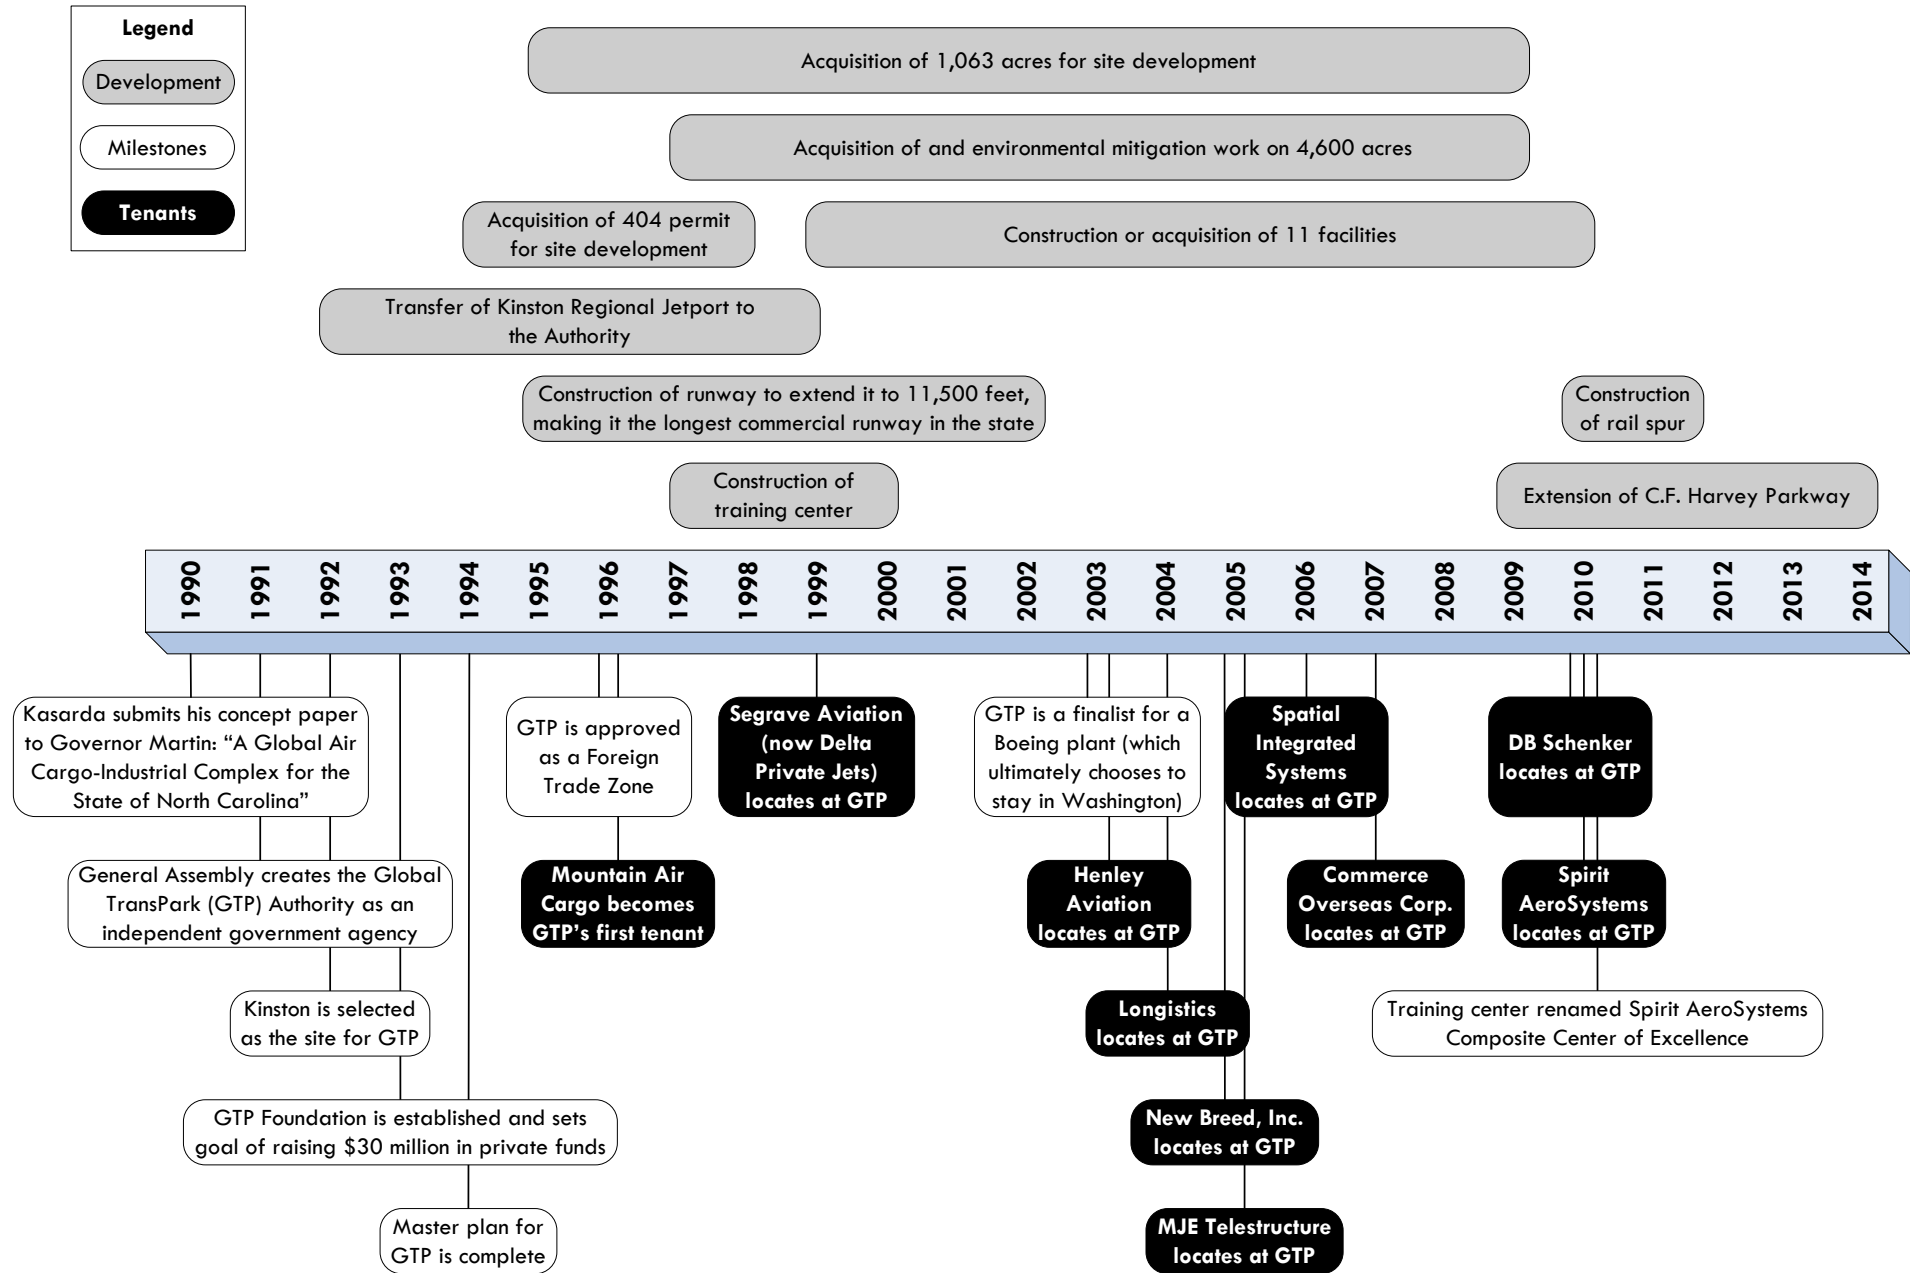 Legend
Development
Milestones
Tenants
Acquisition of 1,063 acres for site development
Acquisition of and environmental mitigation work on 4,600 acres
Acquisition of 404 permit
for site development
Construction or acquisition of 11 facilities
Transfer of Kinston Regional Jetport to
the Authority
Construction of runway to extend it to 11,500 feet,
making it the longest commercial runway in the state
Construction
of rail spur
Construction of
training center
Extension of C.F. Harvey Parkway
1990
1991
1992
1993
1994
1995
1996
1997
1998
1999
2000
2001
2002
2003
2004
2005
2006
2007
2008
2009
2010
2011
2012
2013
2014
Kasarda submits his concept paper
to Governor Martin: “A Global Air
Cargo-Industrial Complex for the
State of North Carolina”
GTP is approved
as a Foreign
Trade Zone
Segrave Aviation
(now Delta
Private Jets)
locates at GTP
GTP is a finalist for a
Boeing plant (which
ultimately chooses to
stay in Washington)
Spatial
Integrated
Systems
locates at GTP
DB Schenker
locates at GTP
General Assembly creates the Global
TransPark (GTP) Authority as an
independent government agency
Mountain Air
Cargo becomes
GTP’s first tenant
Henley
Aviation
locates at GTP
Commerce
Overseas Corp.
locates at GTP
Spirit
AeroSystems
locates at GTP
Kinston is selected
as the site for GTP
Longistics
locates at GTP
Training center renamed Spirit AeroSystems
Composite Center of Excellence
GTP Foundation is established and sets
goal of raising $30 million in private funds
New Breed, Inc.
locates at GTP
Master plan for
GTP is complete
MJE Telestructure
locates at GTP